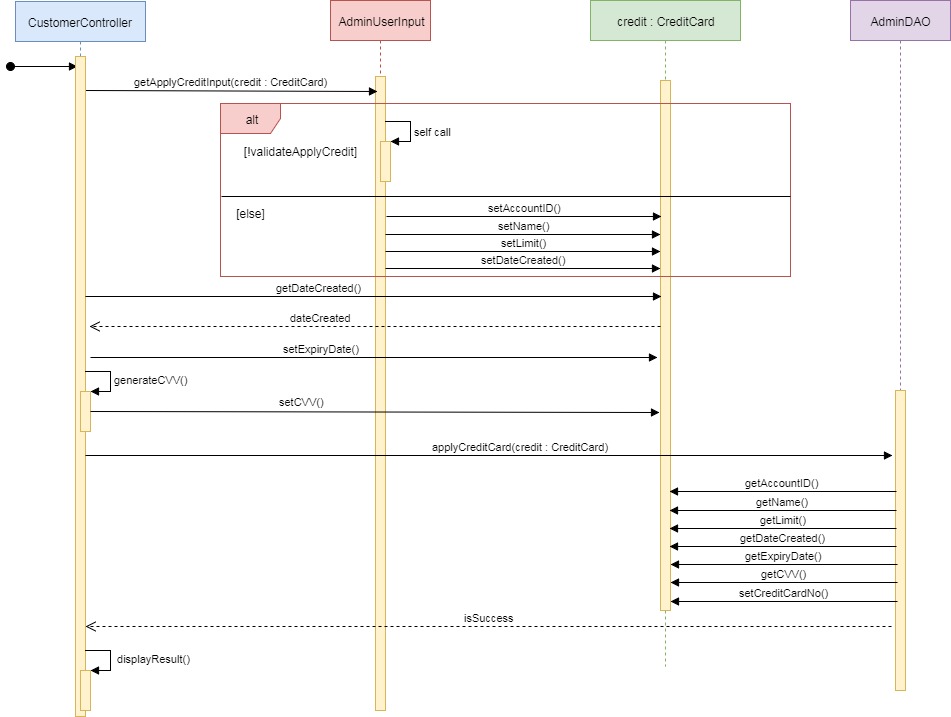 CustomerController
AdminUserInput
credit : CreditCard
AdminDAO
getApplyCreditInput(credit : CreditCard)
alt
self call
[!validateApplyCredit]
[else]
setAccountID()
setName()
setLimit()
setDateCreated()
getDateCreated()
dateCreated
setExpiryDate()
generateCVV()
setCVV()
applyCreditCard(credit : CreditCard)
getAccountID()
getName()
getLimit()
getDateCreated()
getExpiryDate()
getCVV()
setCreditCardNo()
isSuccess
displayResult()